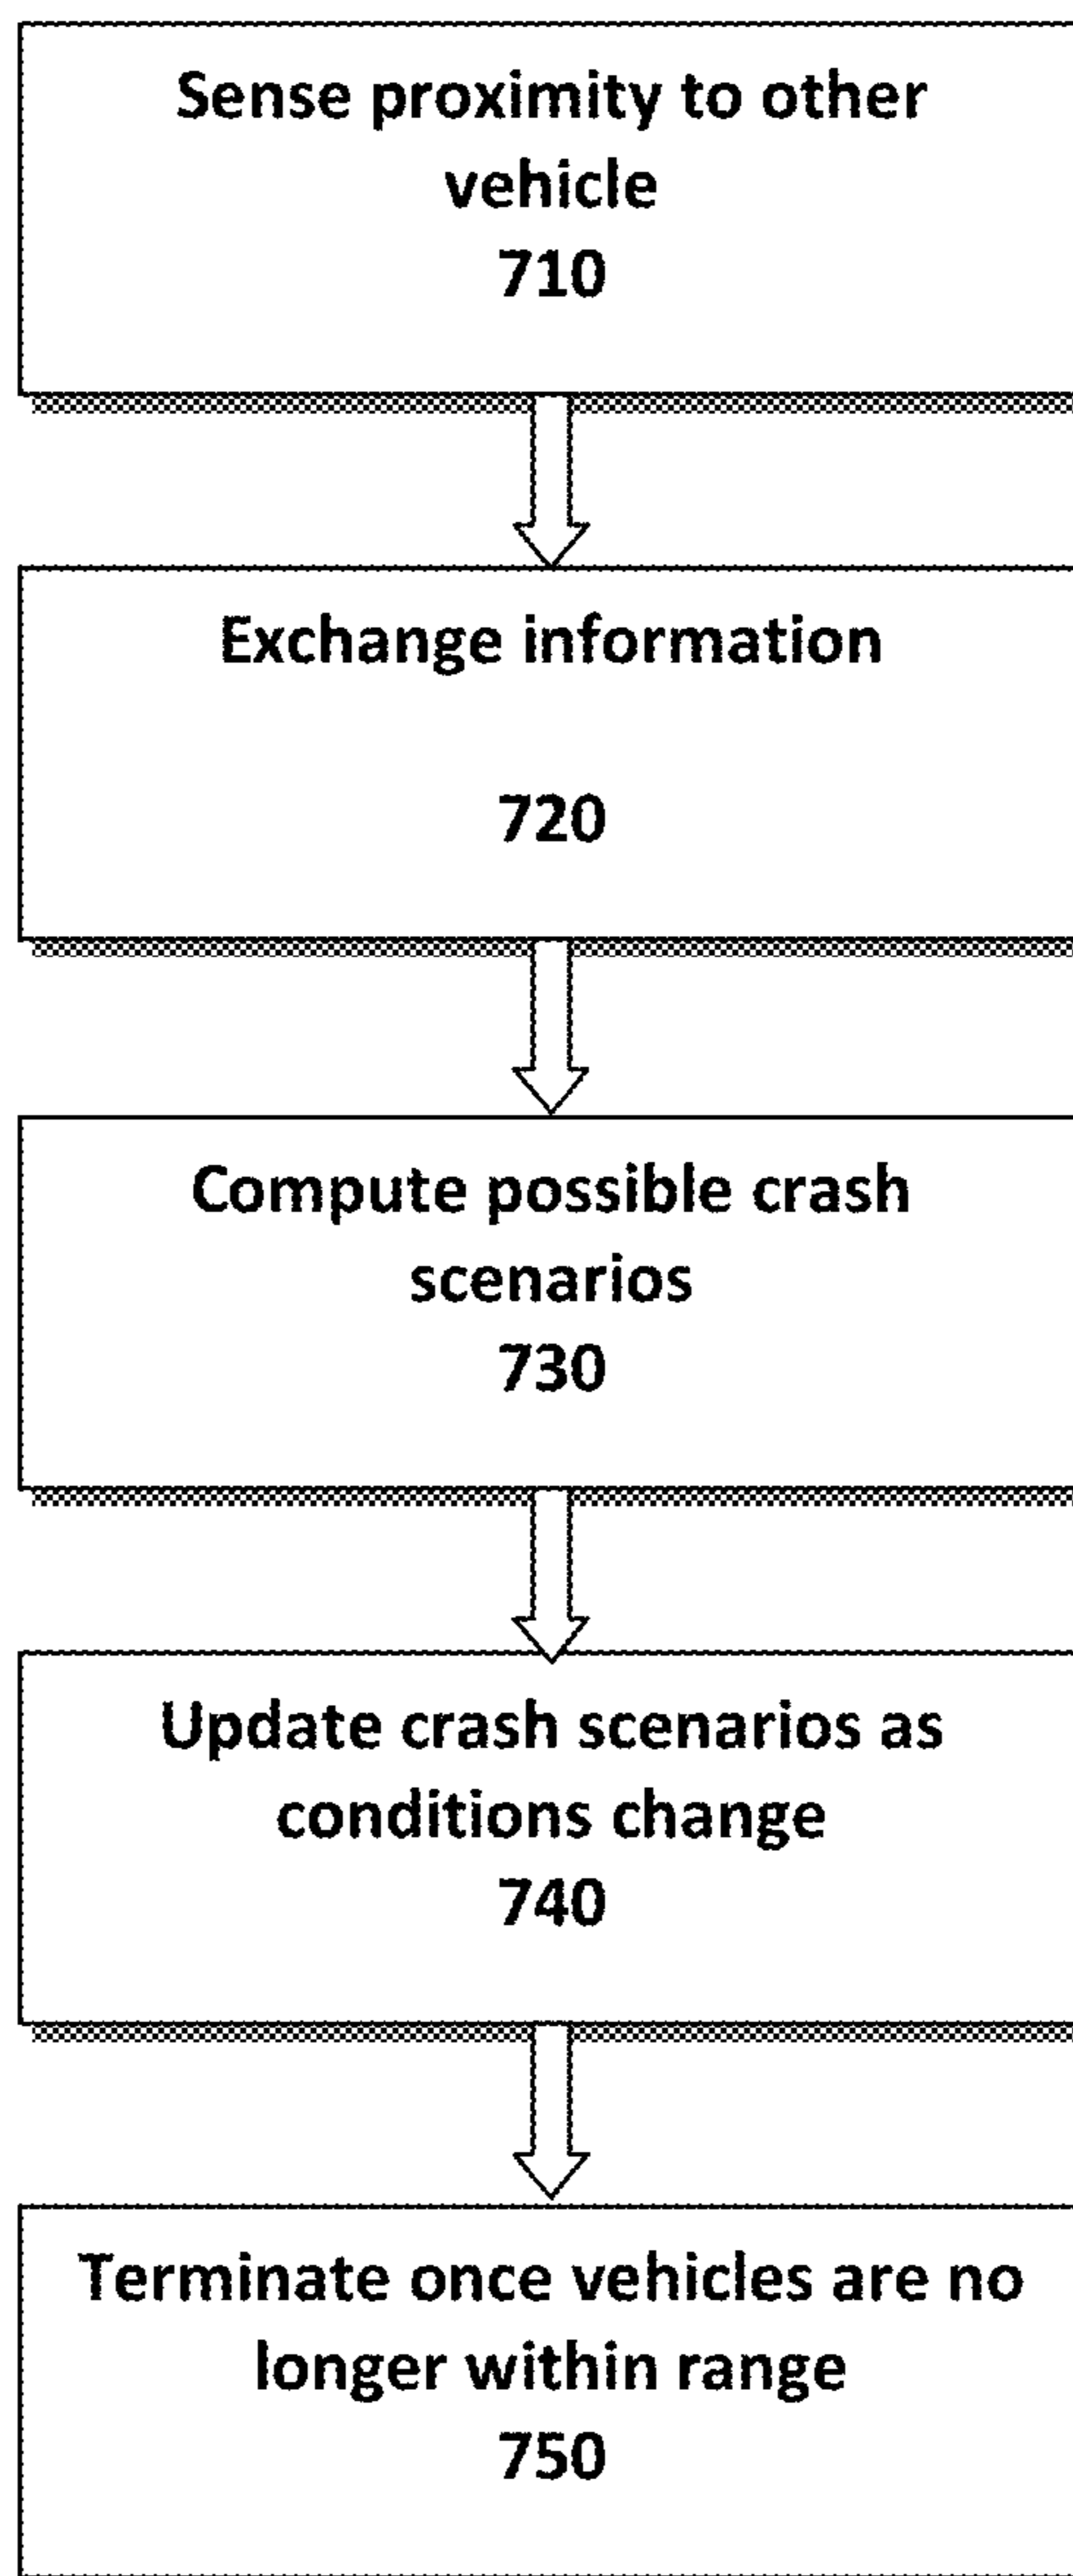 Sense proximity to other
vehicle
710
Exchange information
720
Compute possible crash
scenarios
730
Update crash scenarios as
conditions change
740
Terminate once vehicles are no
longer within range
750